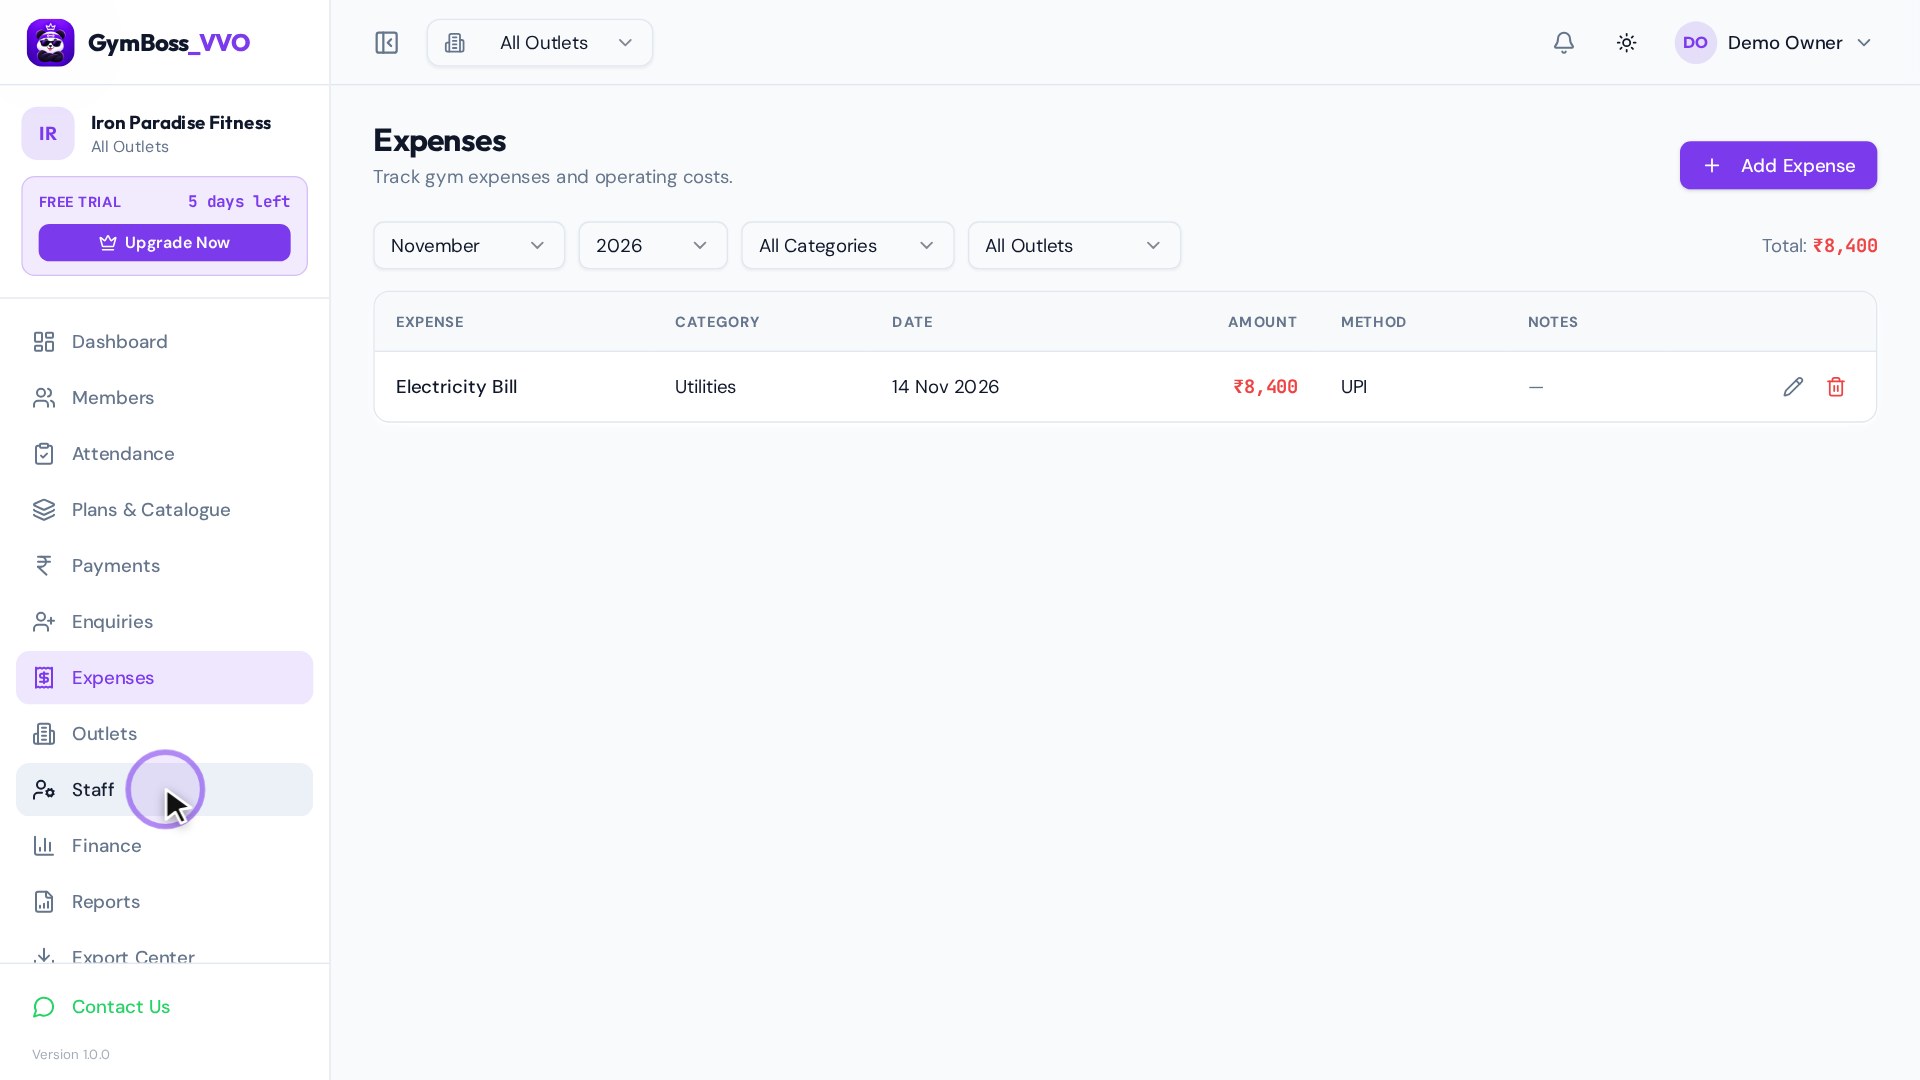 GymBoss_VVO
All Outlets
DO Demo Owner
IR
Iron Paradise Fitness
All Outlets
FREE TRIAL 5 days left
Upgrade Now
Dashboard
Members
Attendance
Plans & Catalogue
Payments
Enquiries
Expenses
Outlets
Staff
Finance
Reports
Export Center
Contact Us
Version 1.0.0
Expenses
Track gym expenses and operating costs.
Add Expense
November 2026 All Categories All Outlets Total: ₹8,400
EXPENSE CATEGORY DATE AMOUNT METHOD NOTES
Electricity Bill Utilities 14 Nov 2026 ₹8,400 UPI —